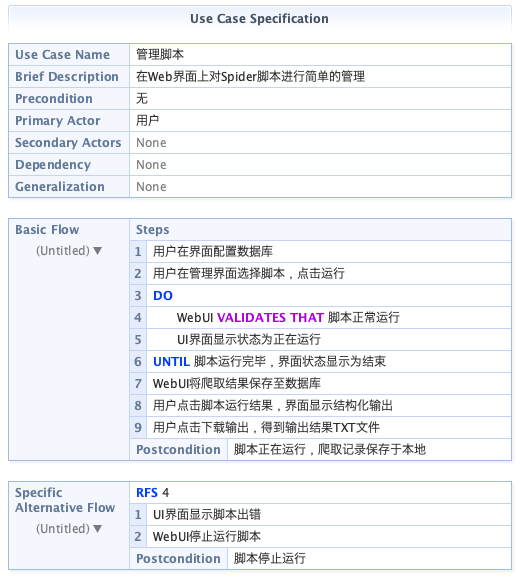 Use Case Specification
Use Case Name 管理脚本
Brief Description 在Web界面上对Spider脚本进行简单的管理
Precondition 无
Primary Actor 用户
Secondary Actors None
Dependency None
Generalization None
Basic Flow Steps
(Untitled) ▼
1 用户在界面配置数据库
2 用户在管理界面选择脚本，点击运行
3 DO
4 WebUI VALIDATES THAT 脚本正常运行
5 UI界面显示状态为正在运行
6 UNTIL 脚本运行完毕，界面状态显示为结束
7 WebUI将爬取结果保存至数据库
8 用户点击脚本运行结果，界面显示结构化输出
9 用户点击下载输出，得到输出结果TXT文件
Postcondition 脚本正在运行，爬取记录保存于本地
Specific
Alternative Flow
(Untitled) ▼
RFS 4
1 UI界面显示脚本出错
2 WebUI停止运行脚本
Postcondition 脚本停止运行